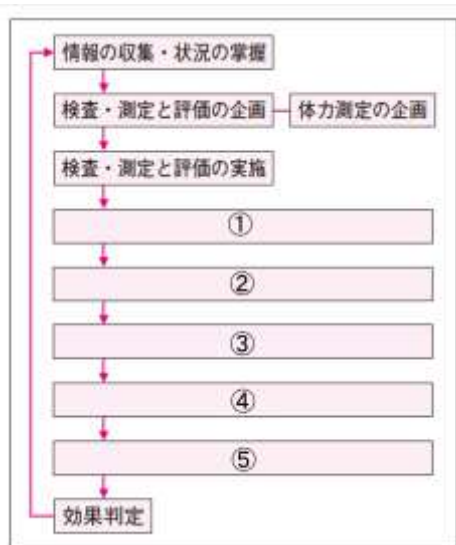 情報の収集・状況の掌握
検査・測定と評価の企画
体力測定の企画
検査・測定と評価の実施
①
②
③
④
⑤
効果判定